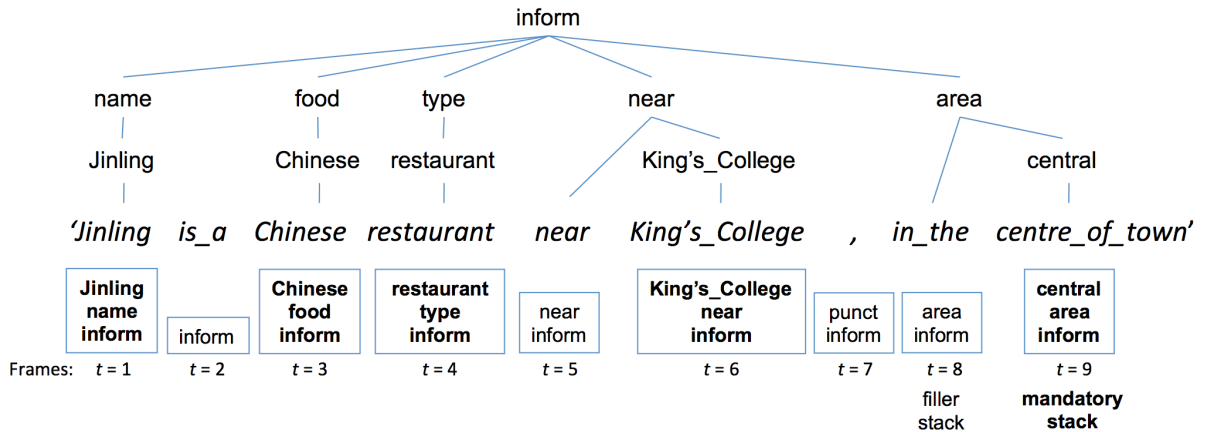 inform
name food type near area
Jinling Chinese restaurant King's_College central
‘Jinling is_a Chinese restaurant near King's_College , in_the centre_of_town’
Jinling Chinese restaurant King's_College central
name food type near near punct area area
inform inform inform inform inform inform inform inform inform
Frames: t = 1 t = 2 t = 3 t = 4 t = 5 t = 6 t = 7 t = 8 t = 9
filler mandatory
stack stack